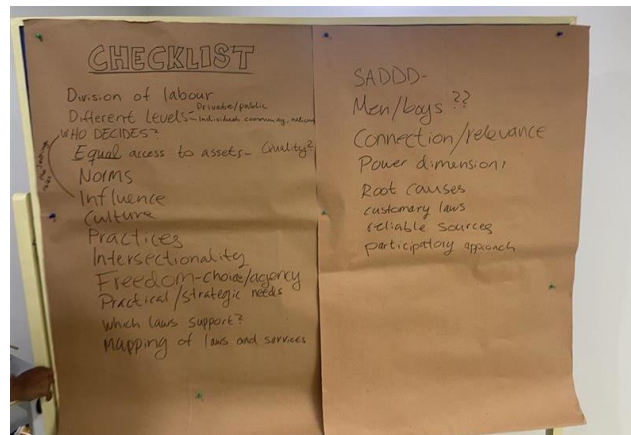 CHECKLIST
Division of labour
Private/public
Different Levels - Individual, community, nation
WHO DECIDES?
Equal access to assets - Quality?
Norms
Influence
Culture
Practices
Intersectionality
Freedom - choice/agency
Practical/strategic needs
Which laws support?
Mapping of laws and services
SADDD-
Men/boys ??
Connection/relevance
Power dimension,
Root causes
customary laws
reliable sources
participatory approach